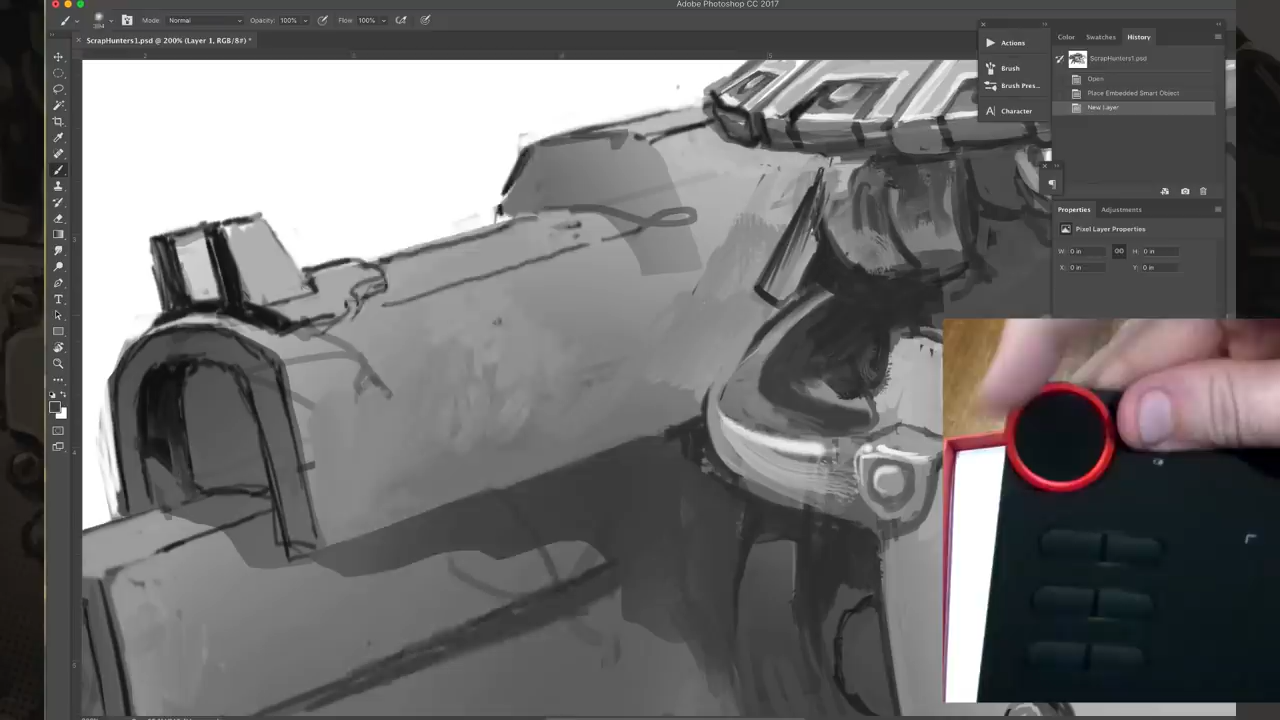 Adobe Photoshop CC 2017
394 Mode Normal Opacity: 100% Flow: 100%
ScrapHunters1.psd @ 200% (Layer 1, RGB/8#) *
Actions
Brush
Brush Pres...
Character
Color Swatches History
ScrapHunters1.psd
Open
Place Embedded Smart Object
New Layer
Properties Adjustments
Pixel Layer Properties
W: 0 in H: 0 in
X: 0 in Y: 0 in